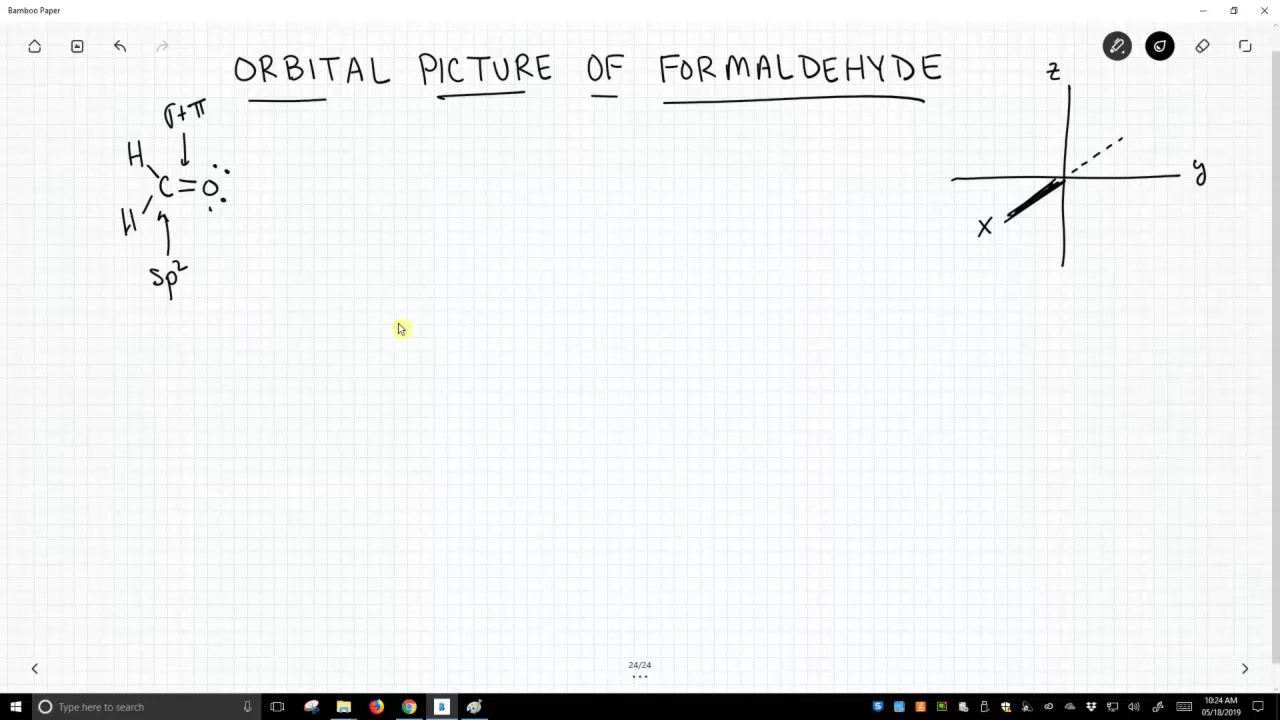 Bamboo Paper
ORBITAL PICTURE OF FORMALDEHYDE
σ+π
H
C=O
H
sp²
z
y
x
24/24
Type here to search
10:24 AM
05/18/2019